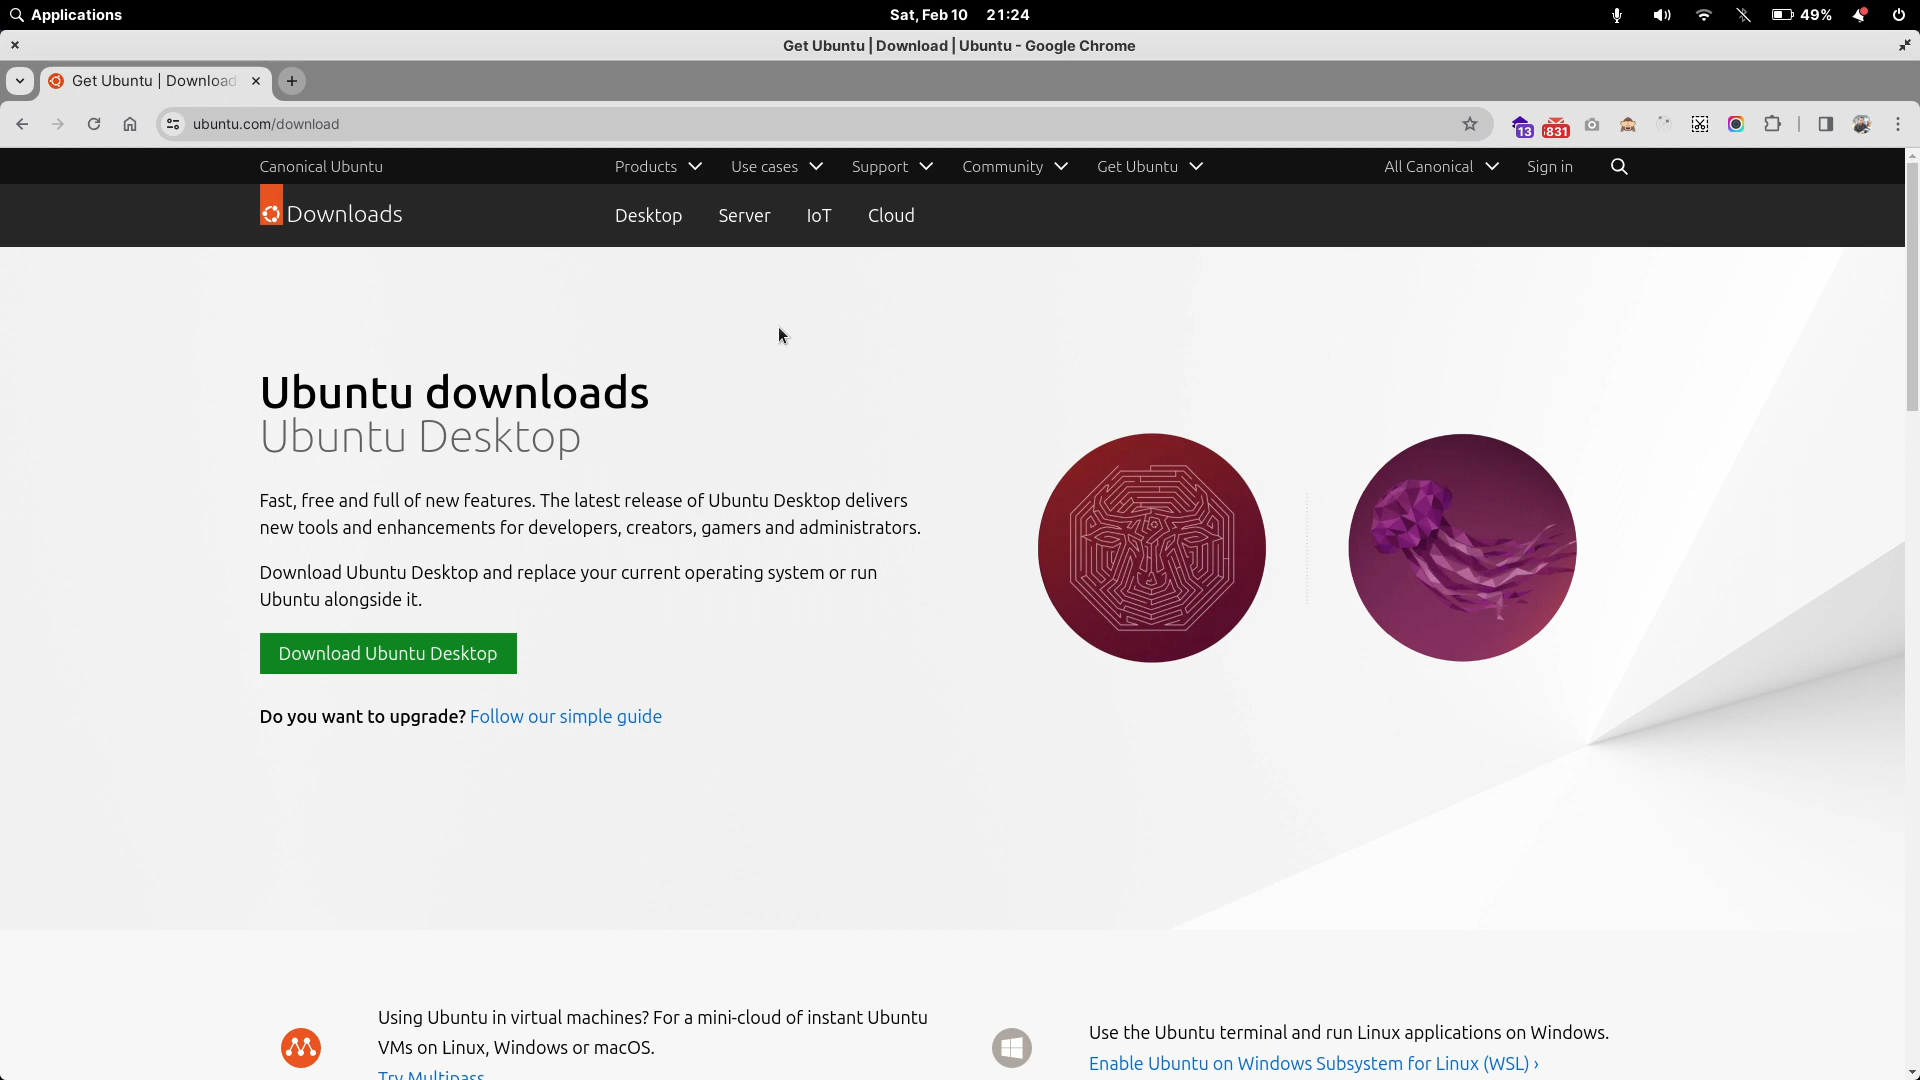 Applications
Sat, Feb 10 21:24
49%
Get Ubuntu | Download | Ubuntu - Google Chrome
Get Ubuntu | Download
ubuntu.com/download
13
831
Canonical Ubuntu
Products
Use cases
Support
Community
Get Ubuntu
All Canonical
Sign in
Downloads
Desktop
Server
IoT
Cloud
Ubuntu downloads
Ubuntu Desktop
Fast, free and full of new features. The latest release of Ubuntu Desktop delivers
new tools and enhancements for developers, creators, gamers and administrators.
Download Ubuntu Desktop and replace your current operating system or run
Ubuntu alongside it.
Download Ubuntu Desktop
Do you want to upgrade? Follow our simple guide
Using Ubuntu in virtual machines? For a mini-cloud of instant Ubuntu
VMs on Linux, Windows or macOS.
Try Multipass
Use the Ubuntu terminal and run Linux applications on Windows.
Enable Ubuntu on Windows Subsystem for Linux (WSL) ›